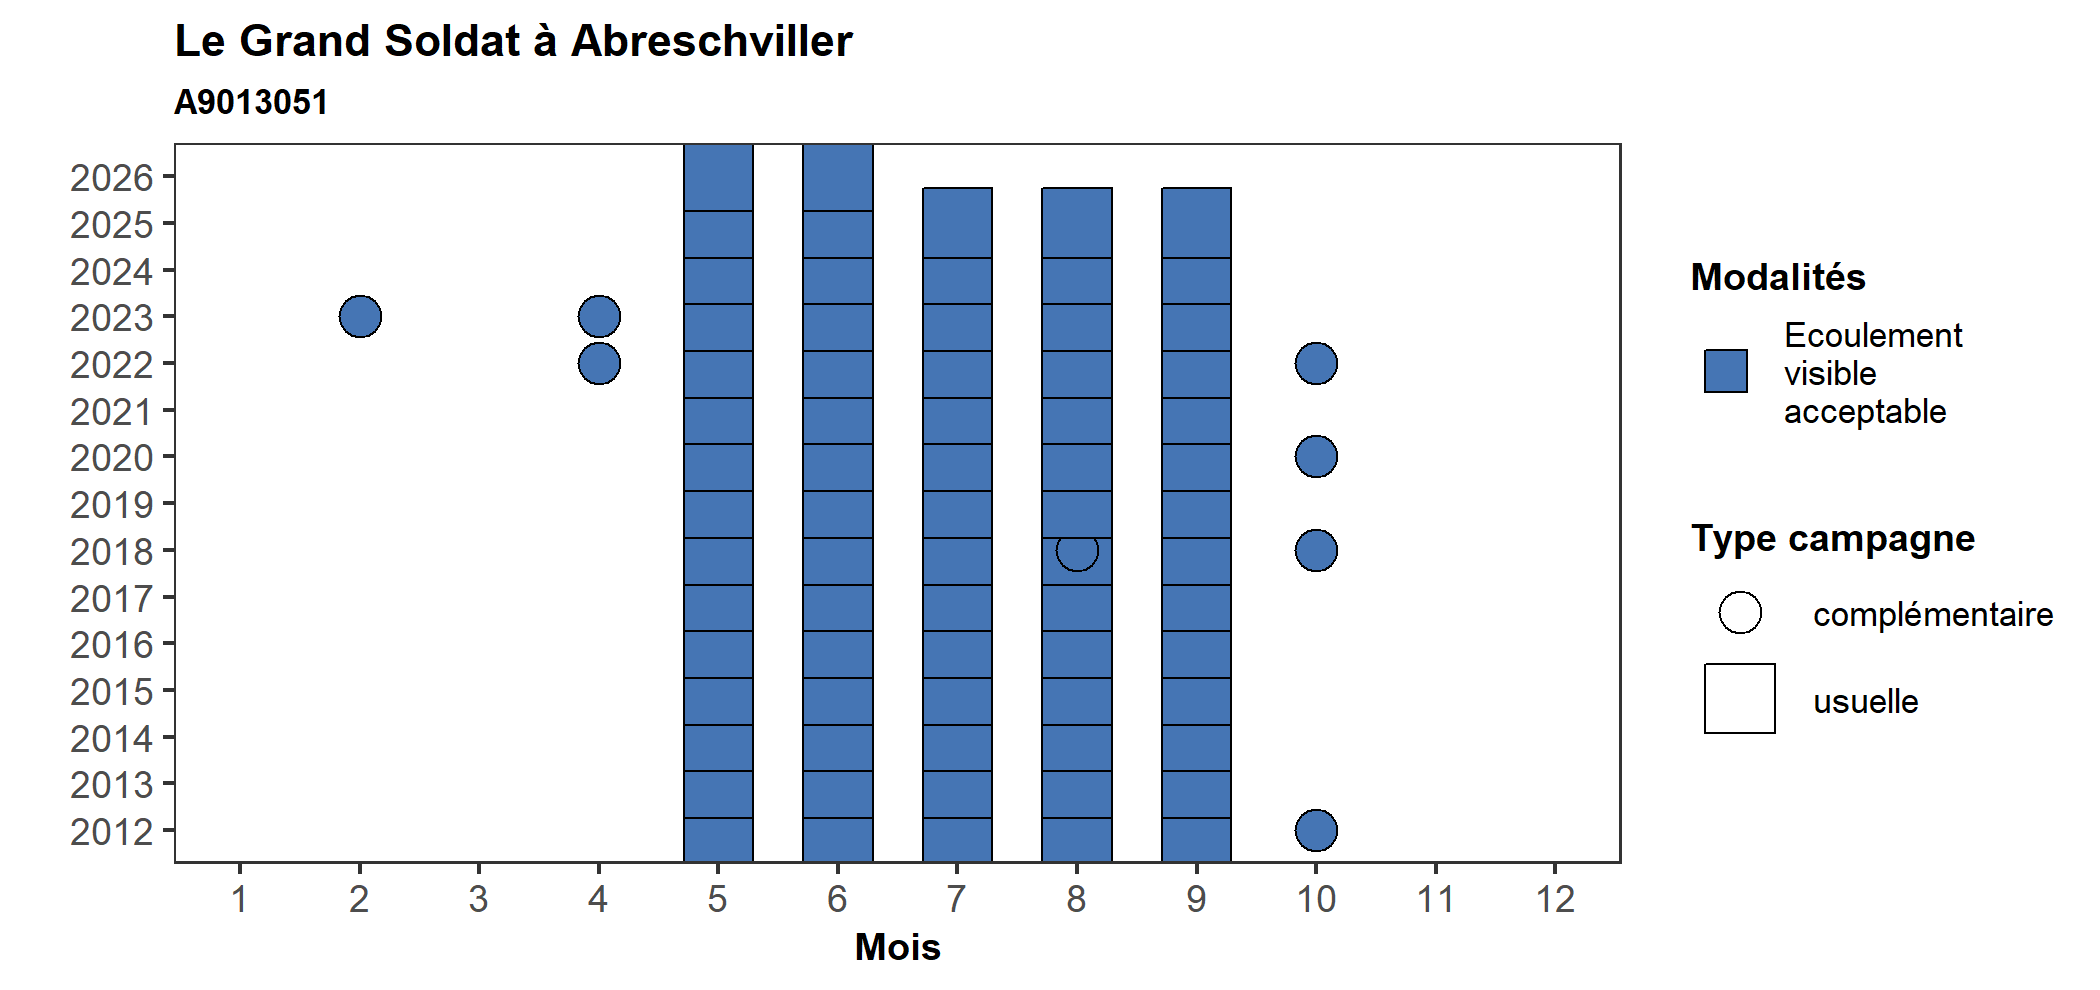 Le Grand Soldat à Abreschviller
A9013051
2026
2025
2024
2023
2022
2021
2020
2019
2018
2017
2016
2015
2014
2013
2012
1 2 3 4 5 6 7 8 9 10 11 12
Mois
Modalités
Ecoulement
visible
acceptable
Type campagne
complémentaire
usuelle